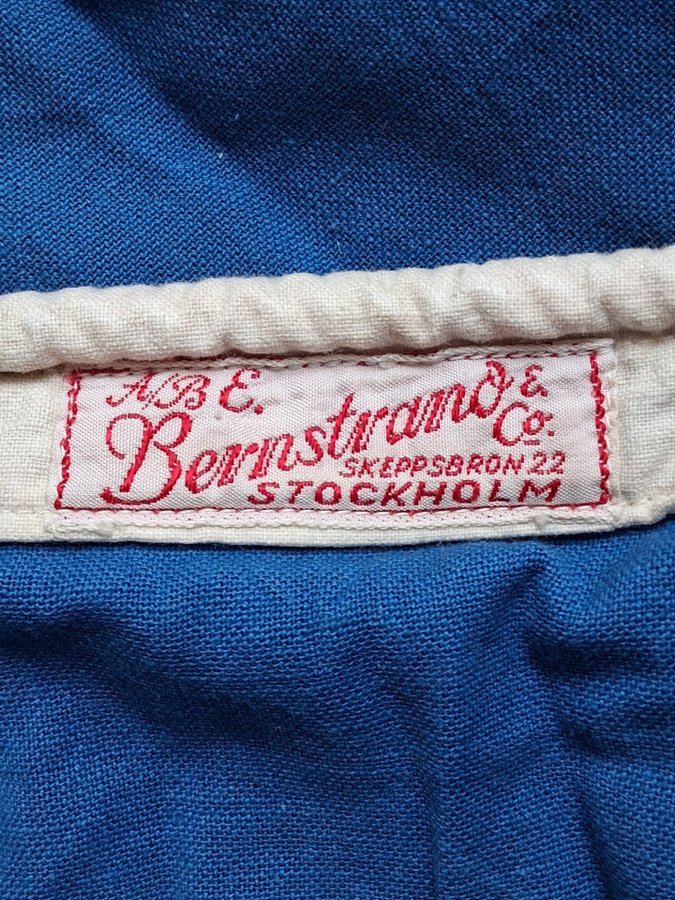 A/B E.
Bernstrand & Co.
SKEPPSBRON 22
STOCKHOLM